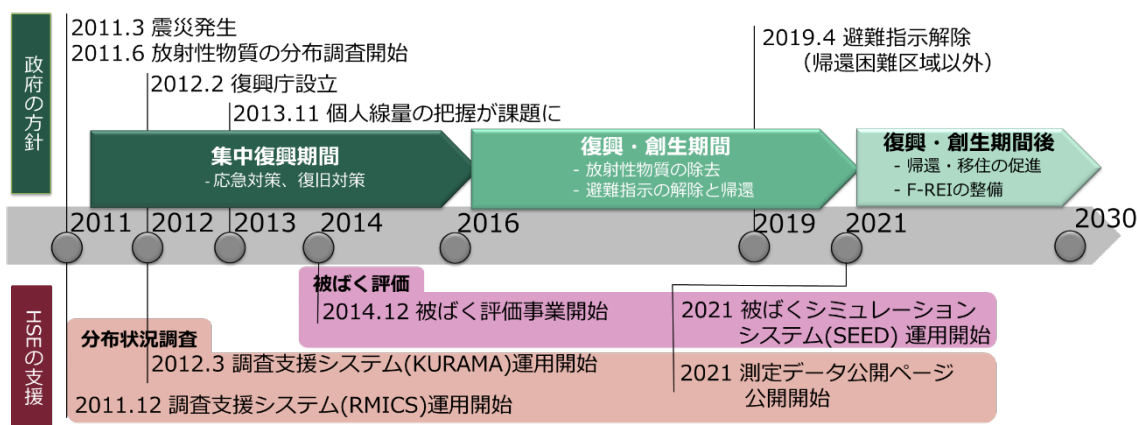 政府の方針
2011.3 震災発生
2011.6 放射性物質の分布調査開始
2012.2 復興庁設立
2013.11 個人線量の把握が課題に
2019.4 避難指示解除
（帰還困難区域以外）
集中復興期間
- 応急対策、復旧対策
復興・創生期間
- 放射性物質の除去
- 避難指示の解除と帰還
復興・創生期間後
- 帰還・移住の促進
- F-REIの整備
2011
2012
2013
2014
2016
2019
2021
2030
HSEの支援
被ばく評価
2014.12 被ばく評価事業開始
2021 被ばくシミュレーション
システム(SEED) 運用開始
分布状況調査
2012.3 調査支援システム(KURAMA)運用開始
2011.12 調査支援システム(RMICS)運用開始
2021 測定データ公開ページ
公開開始